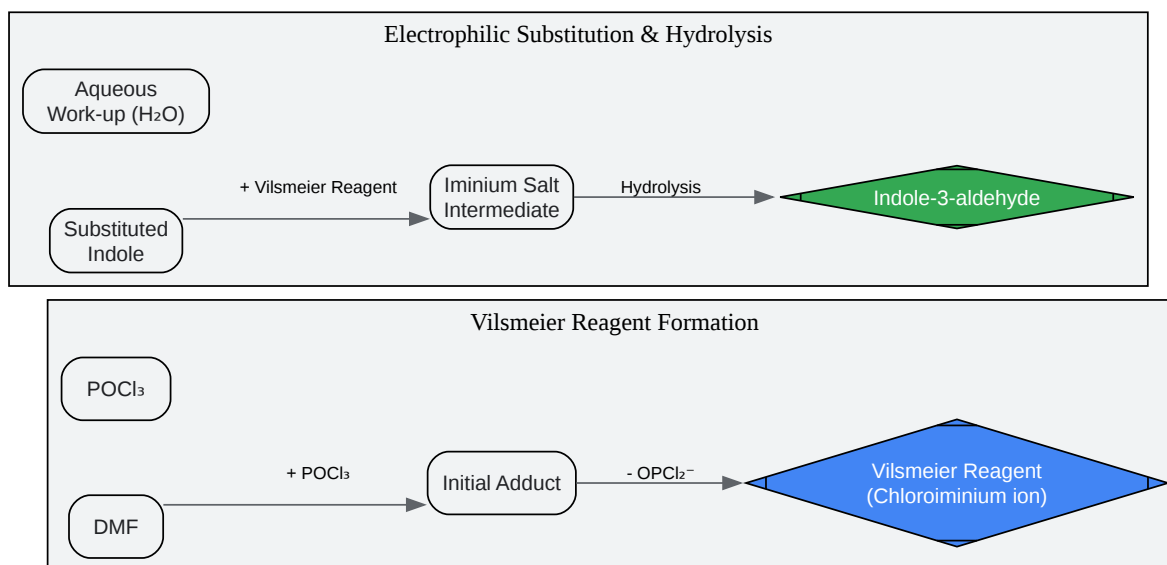 Electrophilic Substitution & Hydrolysis
Aqueous
Work-up (H₂O)
+ Vilsmeier Reagent
Iminium Salt
Intermediate
Hydrolysis
Indole-3-aldehyde
Substituted
Indole
Vilsmeier Reagent Formation
POCl₃
+ POCl₃
Initial Adduct
- OPCl₂⁻
Vilsmeier Reagent
(Chloroiminium ion)
DMF